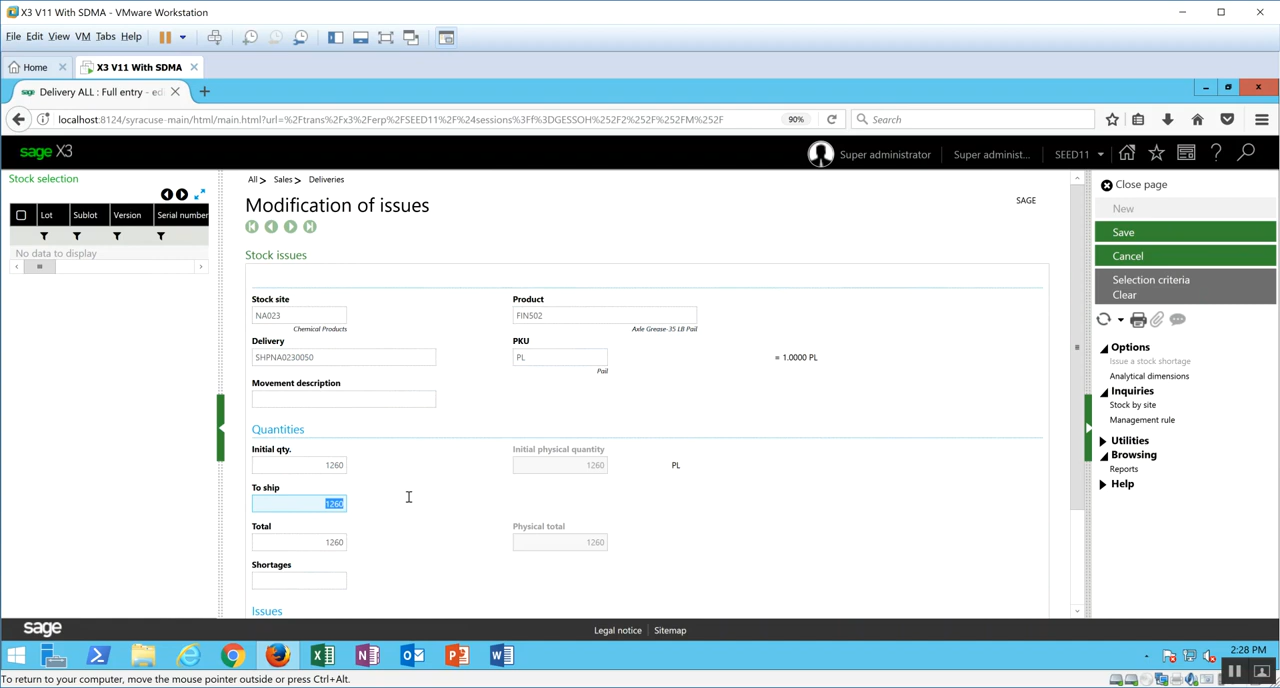 X3 V11 With SDMA - VMware Workstation
File Edit View VM Tabs Help
Home X3 V11 With SDMA
sage Delivery ALL : Full entry - edi
localhost:8124/syracuse-main/html/main.html?url=%2Ftrans%2Fx3%2Ferp%2FSEED11%2F%24sessions%3Ff%3DGESSOH%252F2%252F%252FM%252F 90% Search
sage X3 Super administrator Super administ... SEED11
Stock selection
Lot Sublot Version Serial number
No data to display
All > Sales > Deliveries
Modification of issues
SAGE
Stock issues
Stock site Product
NA023 FIN502
Chemical Products Axle Grease-35 LB Pail
Delivery PKU
SHPNA0230050 PL = 1.0000 PL
Pail
Movement description
Quantities
Initial qty. Initial physical quantity
1260 1260 PL
To ship
1260
Total Physical total
1260 1260
Shortages
Issues
Close page
New
Save
Cancel
Selection criteria
Clear
Options
Issue a stock shortage
Analytical dimensions
Inquiries
Stock by site
Management rule
Utilities
Browsing
Reports
Help
sage Legal notice Sitemap
2:28 PM
To return to your computer, move the mouse pointer outside or press Ctrl+Alt.